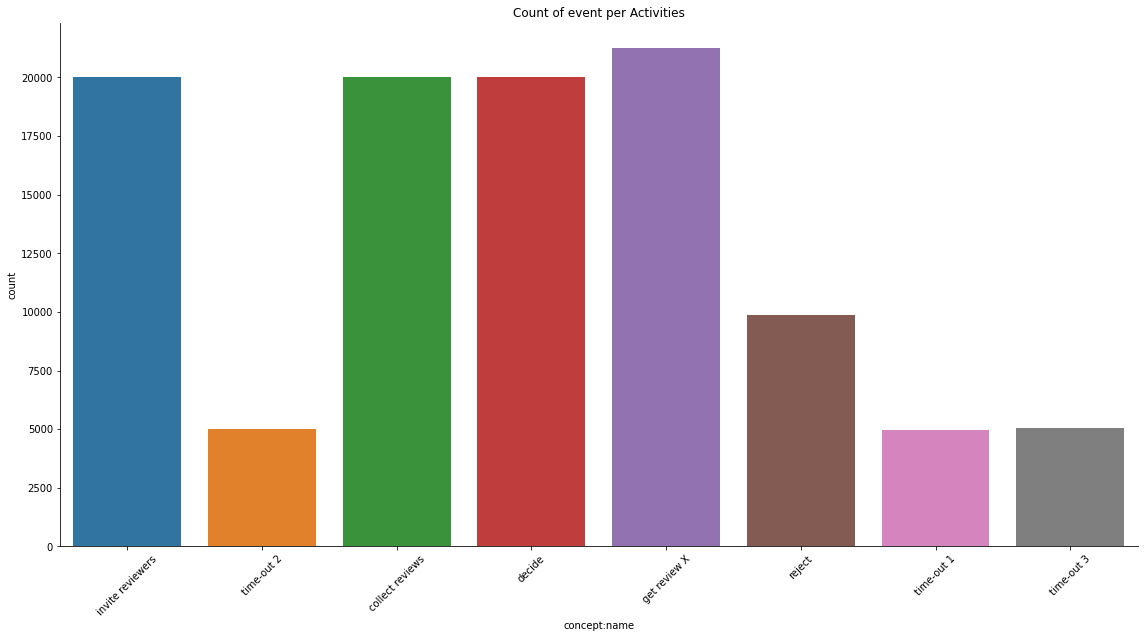 Count of event per Activities
20000
17500
15000
12500
10000
7500
5000
2500
0
count
invite reviewers
time-out 2
collect reviews
decide
get review X
reject
time-out 1
time-out 3
concept:name